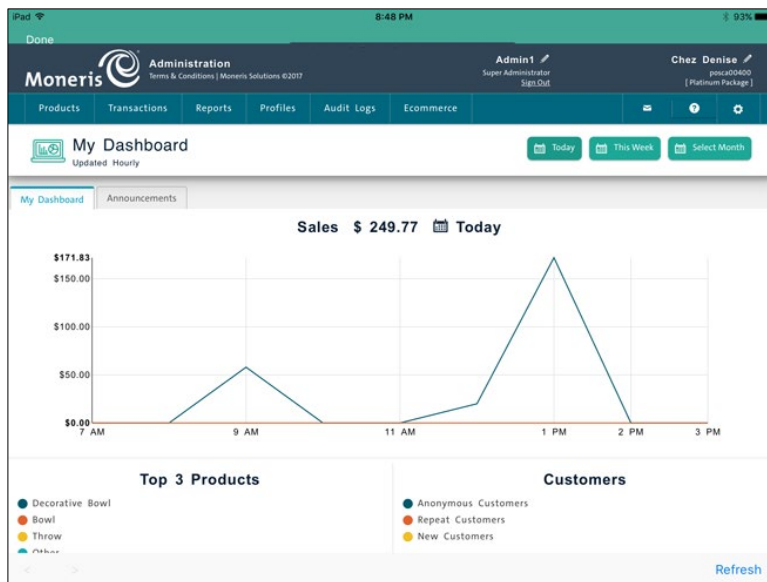 iPad 8:48 PM 93%
Done
Moneris
Administration
Terms & Conditions | Moneris Solutions ©2017
Admin1
Super Administrator
Sign Out
Chez Denise
posca00400
[ Platinum Package ]
Products Transactions Reports Profiles Audit Logs Ecommerce ?
My Dashboard
Updated Hourly
Today This Week Select Month
My Dashboard Announcements
Sales $ 249.77 Today
$171.83
$150.00
$100.00
$50.00
$0.00
7 AM 9 AM 11 AM 1 PM 2 PM 3 PM
Top 3 Products
Decorative Bowl
Bowl
Throw
Other
Customers
Anonymous Customers
Repeat Customers
New Customers
< > Refresh